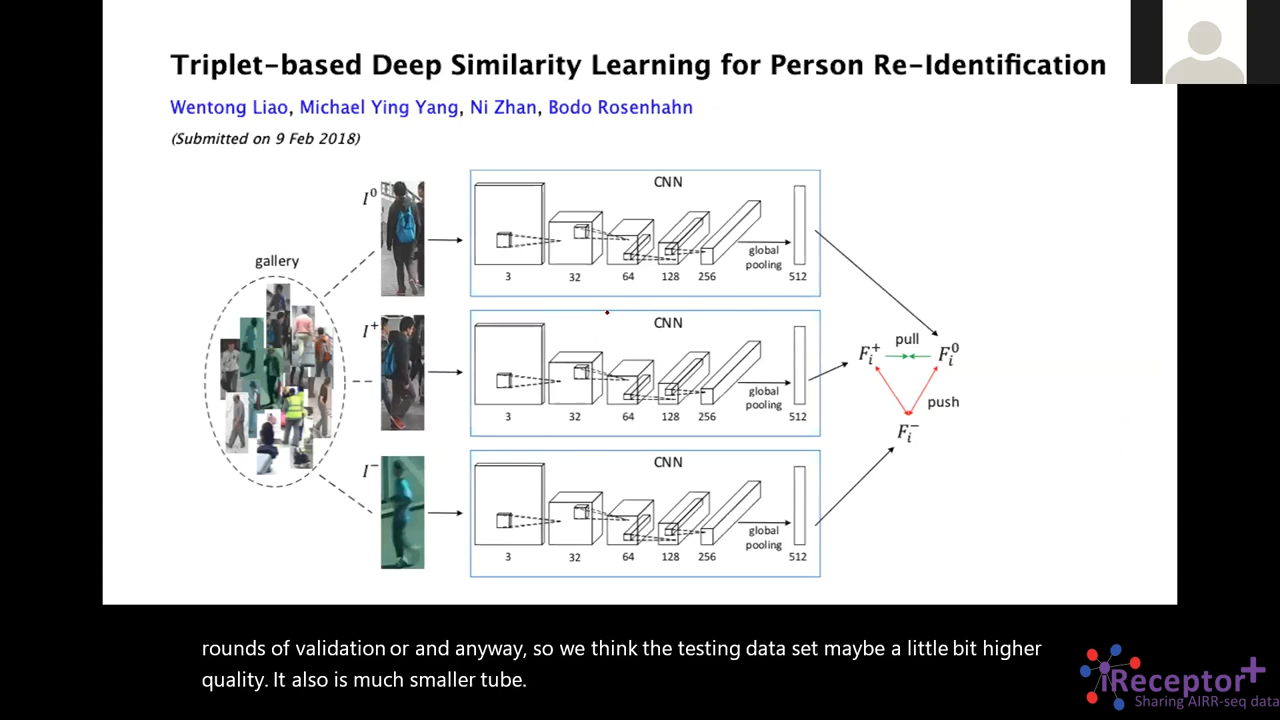 Triplet-based Deep Similarity Learning for Person Re-Identification
Wentong Liao, Michael Ying Yang, Ni Zhan, Bodo Rosenhahn
(Submitted on 9 Feb 2018)
gallery
I⁰
CNN
3 32 64 128 256
global
pooling
512
I⁺
CNN
3 32 64 128 256
global
pooling
512
I⁻
CNN
3 32 64 128 256
global
pooling
512
Fᵢ⁺ pull Fᵢ⁰
push
Fᵢ⁻
rounds of validation or and anyway, so we think the testing data set maybe a little bit higher
quality. It also is much smaller tube.
iReceptor+
Sharing AIRR-seq data